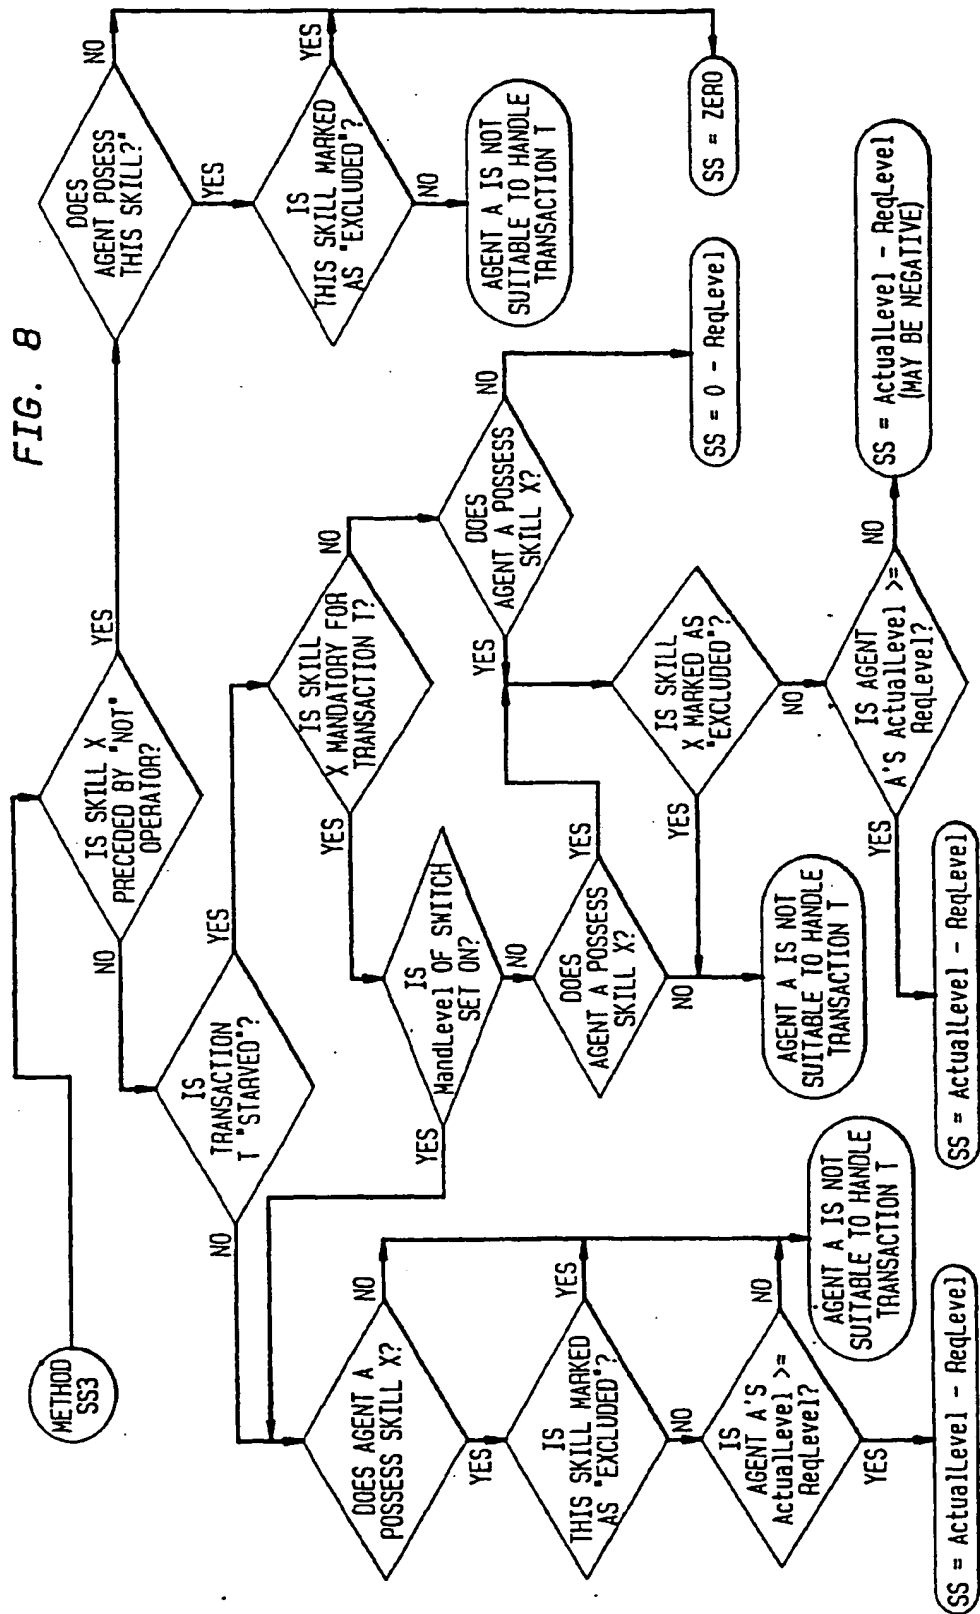 FIG. 8
METHOD
SS3
IS SKILL X
PRECEDED BY "NOT"
OPERATOR?
YES
NO
DOES
AGENT POSESS
THIS SKILL?"
NO
YES
IS
THIS SKILL MARKED
AS "EXCLUDED"?
YES
NO
AGENT A IS NOT
SUITABLE TO HANDLE
TRANSACTION T
SS = ZERO
IS
TRANSACTION
T "STARVED"?
YES
NO
IS SKILL
X MANDATORY FOR
TRANSACTION T?
NO
YES
DOES
AGENT A POSSESS
SKILL X?
NO
YES
SS = 0 - ReqLevel
IS
MandLevel OF SWITCH
SET ON?
YES
NO
DOES
AGENT A POSSESS
SKILL X?
YES
NO
IS SKILL
X MARKED AS
"EXCLUDED"?
YES
NO
AGENT A IS NOT
SUITABLE TO HANDLE
TRANSACTION T
IS AGENT
A'S ActualLevel >=
ReqLevel?
NO
YES
SS = ActualLevel - ReqLevel
(MAY BE NEGATIVE)
SS = ActualLevel - ReqLevel
DOES AGENT A
POSSESS SKILL X?
NO
YES
IS
THIS SKILL MARKED
AS "EXCLUDED"?
YES
NO
IS
AGENT A'S
ActualLevel >=
ReqLevel?
NO
YES
AGENT A IS NOT
SUITABLE TO HANDLE
TRANSACTION T
SS = ActualLevel - ReqLevel